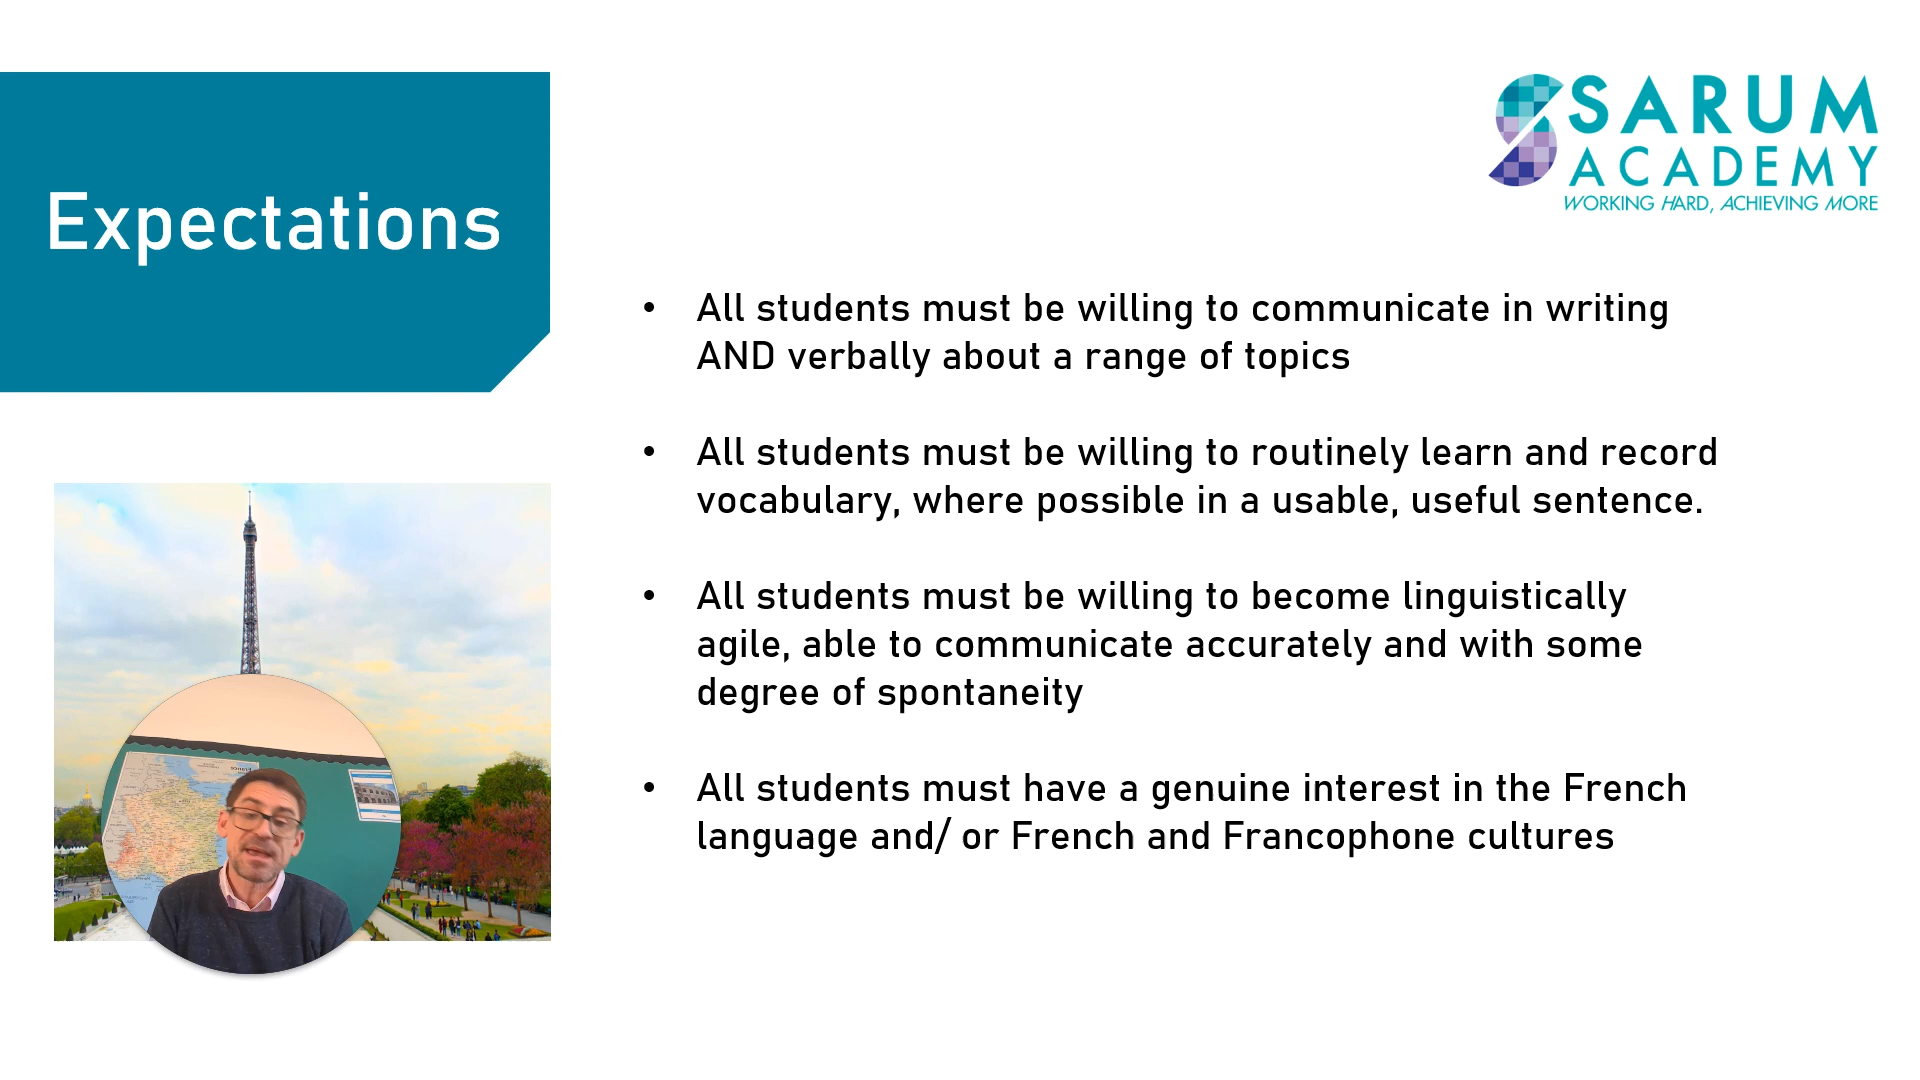 Expectations
SARUM
ACADEMY
WORKING HARD, ACHIEVING MORE
• All students must be willing to communicate in writing
AND verbally about a range of topics
• All students must be willing to routinely learn and record
vocabulary, where possible in a usable, useful sentence.
• All students must be willing to become linguistically
agile, able to communicate accurately and with some
degree of spontaneity
• All students must have a genuine interest in the French
language and/ or French and Francophone cultures